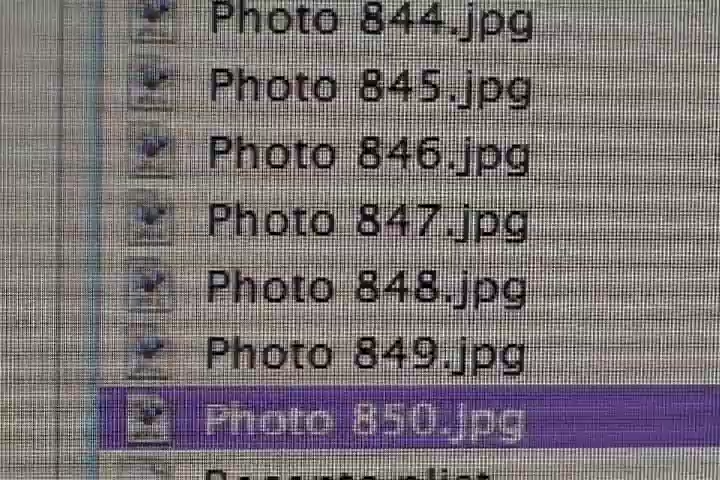 Photo 844.jpg
Photo 845.jpg
Photo 846.jpg
Photo 847.jpg
Photo 848.jpg
Photo 849.jpg
Photo 850.jpg